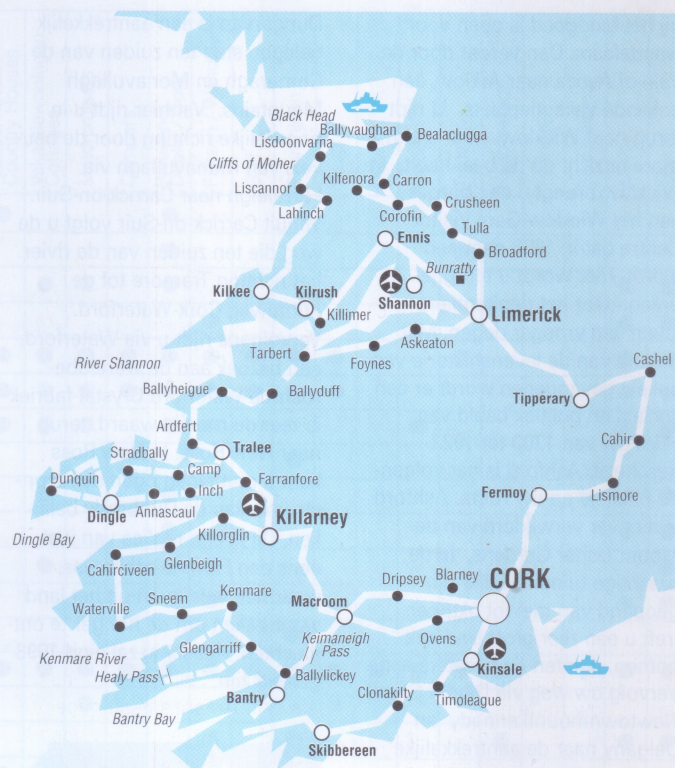 Black Head
Ballyvaughan
Bealaclugga
Lisdoonvarna
Cliffs of Moher
Kilfenora
Carron
Liscannor
Lahinch
Corofin
Crusheen
Tulla
Ennis
Broadford
Bunratty
Kilkee
Kilrush
Shannon
Limerick
Killimer
Askeaton
Tarbert
Foynes
River Shannon
Cashel
Ballyheigue
Ballyduff
Tipperary
Ardfert
Stradbally
Tralee
Cahir
Camp
Dunquin
Inch
Farranfore
Fermoy
Lismore
Dingle
Annascaul
Killarney
Killorglin
Dingle Bay
Cahirciveen
Glenbeigh
Dripsey
Blarney
CORK
Waterville
Sneem
Kenmare
Macroom
Keimaneigh
Pass
Ovens
Glengarriff
Kenmare River
Healy Pass
Kinsale
Ballylickey
Bantry
Clonakilty
Timoleague
Bantry Bay
Skibbereen